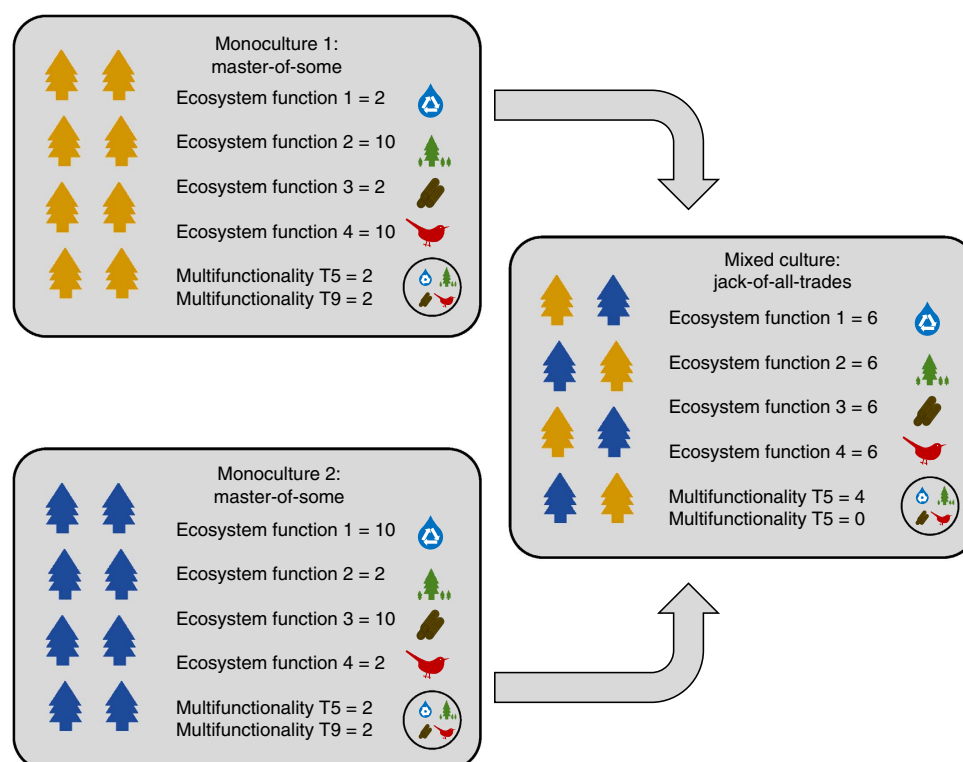 Monoculture 1:
master-of-some
Ecosystem function 1 = 2
Ecosystem function 2 = 10
Ecosystem function 3 = 2
Ecosystem function 4 = 10
Multifunctionality T5 = 2
Multifunctionality T9 = 2
Mixed culture:
jack-of-all-trades
Ecosystem function 1 = 6
Ecosystem function 2 = 6
Ecosystem function 3 = 6
Ecosystem function 4 = 6
Multifunctionality T5 = 4
Multifunctionality T5 = 0
Monoculture 2:
master-of-some
Ecosystem function 1 = 10
Ecosystem function 2 = 2
Ecosystem function 3 = 10
Ecosystem function 4 = 2
Multifunctionality T5 = 2
Multifunctionality T9 = 2